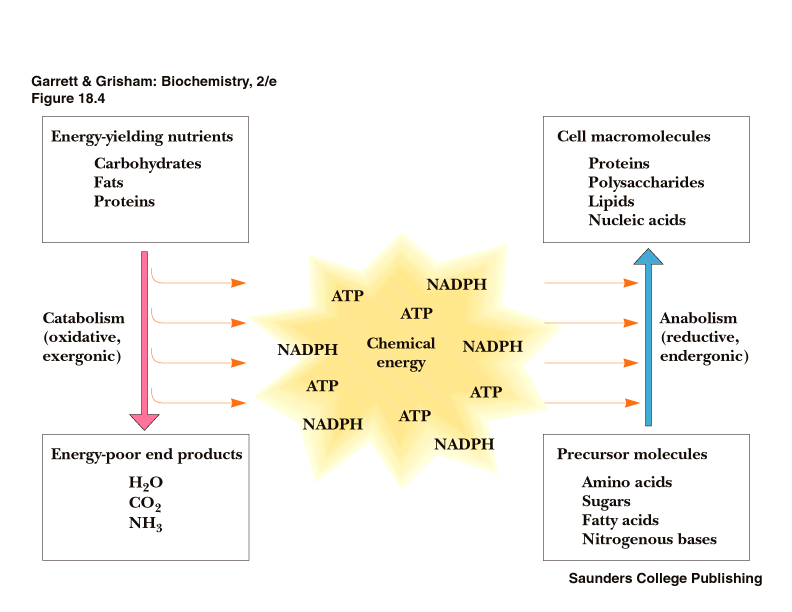 Garrett & Grisham: Biochemistry, 2/e
Figure 18.4
Energy-yielding nutrients
Carbohydrates
Fats
Proteins
Cell macromolecules
Proteins
Polysaccharides
Lipids
Nucleic acids
Catabolism
(oxidative,
exergonic)
ATP
NADPH
ATP
NADPH
Chemical
energy
NADPH
ATP
ATP
NADPH
ATP
NADPH
Anabolism
(reductive,
endergonic)
Energy-poor end products
H₂O
CO₂
NH₃
Precursor molecules
Amino acids
Sugars
Fatty acids
Nitrogenous bases
Saunders College Publishing